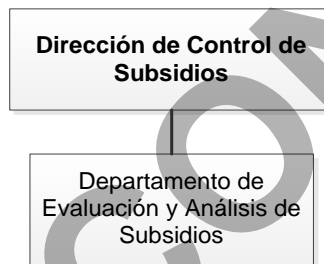 Dirección de Control de
Subsidios
Departamento de
Evaluación y Análisis de
Subsidios